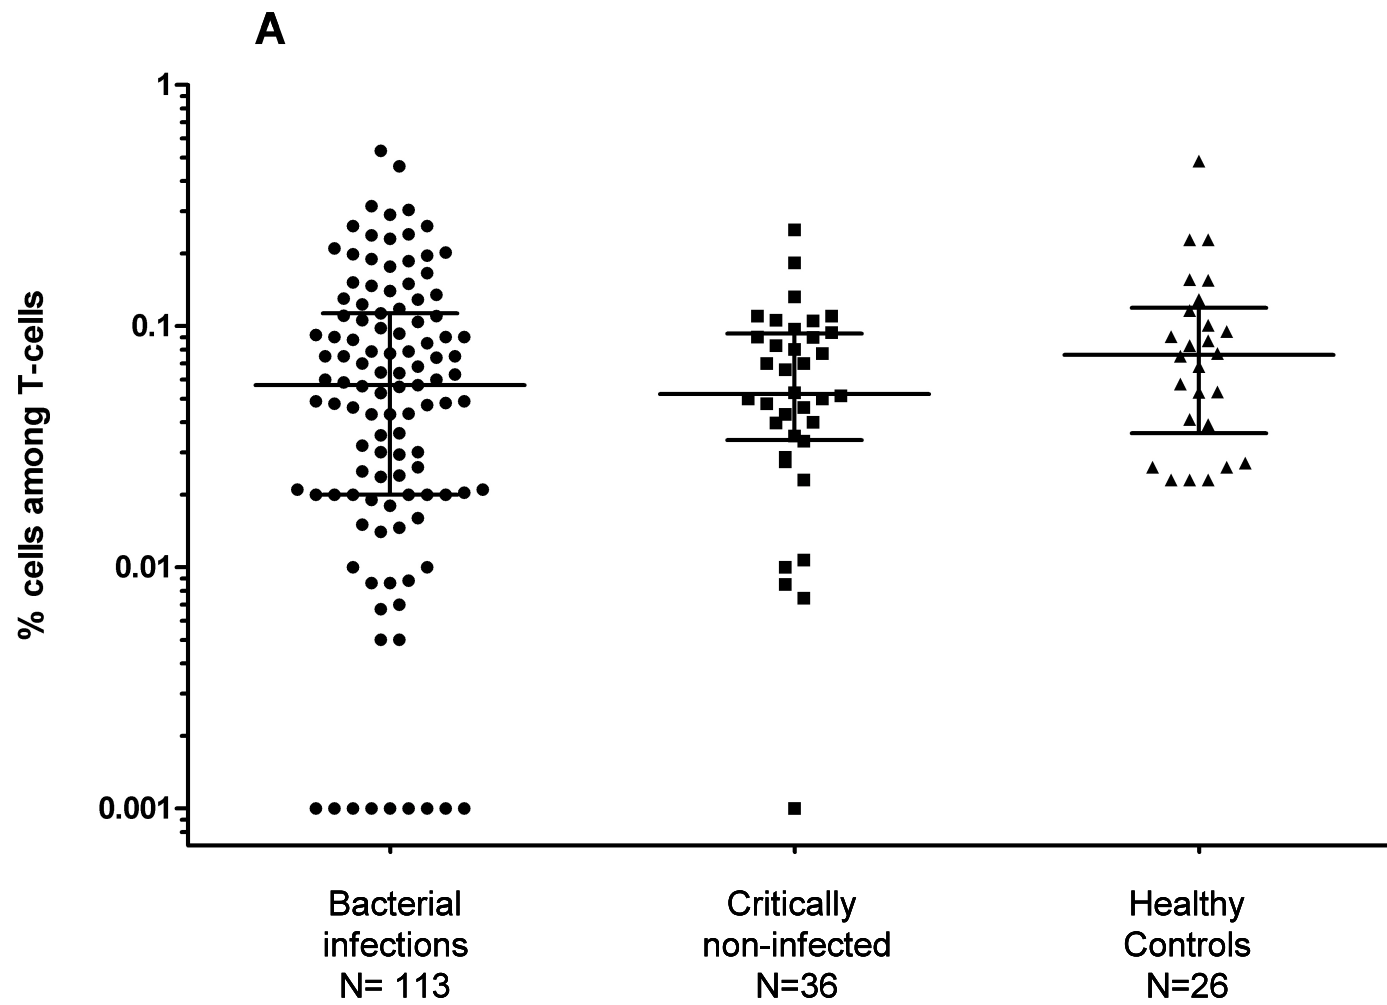 A
% cells among T-cells
1
0.1
0.01
0.001
Bacterial
infections
N= 113
Critically
non-infected
N=36
Healthy
Controls
N=26